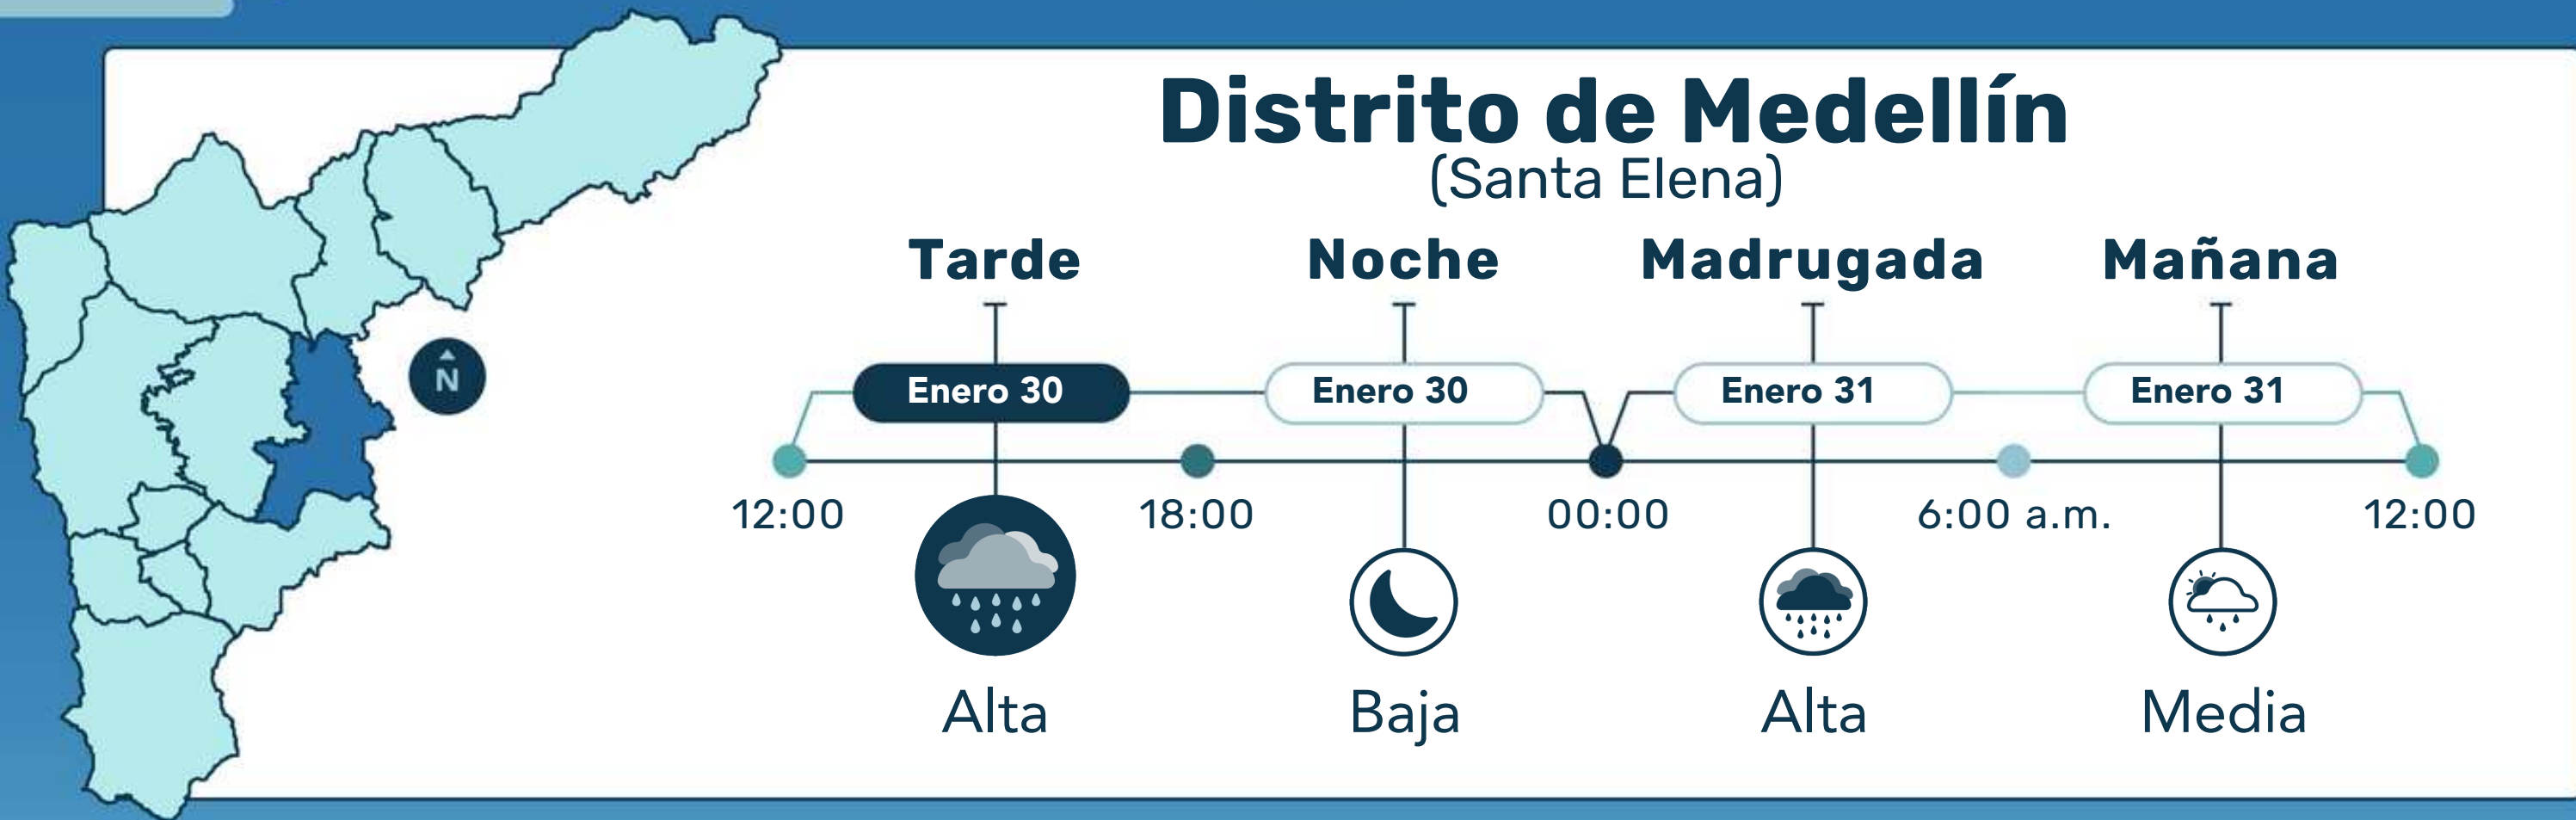 Distrito de Medellín
(Santa Elena)
Tarde Noche Madrugada Mañana
N
Enero 30 Enero 30 Enero 31 Enero 31
12:00 18:00 00:00 6:00 a.m. 12:00
Alta Baja Alta Media